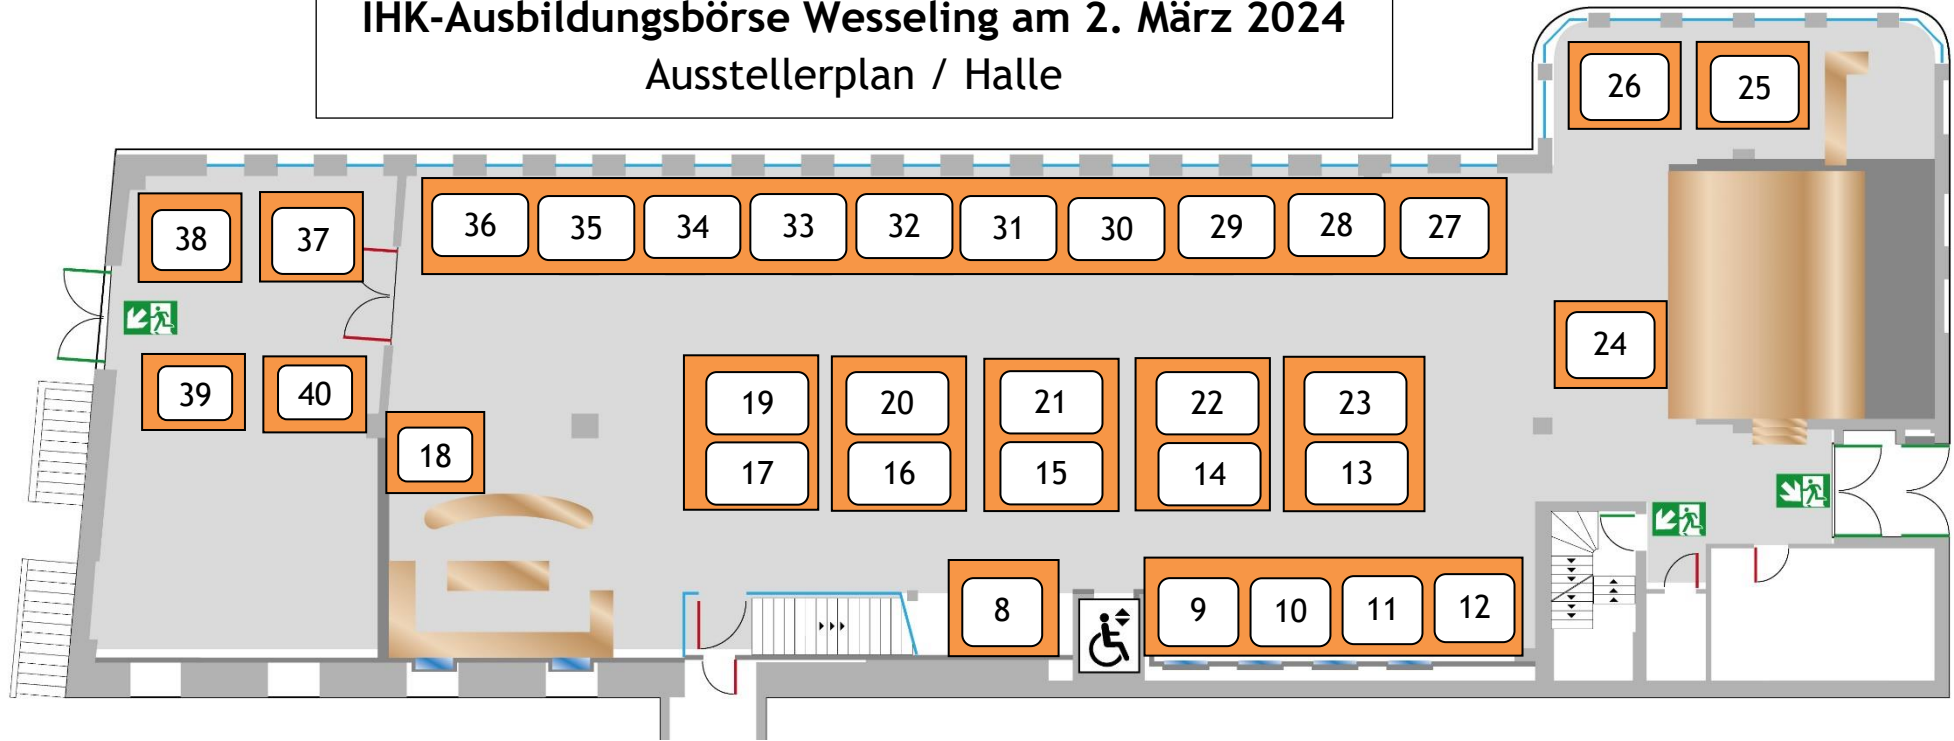 IHK-Ausbildungsbörse Wesseling am 2. März 2024
Ausstellerplan / Halle
26 25
38 37 36 35 34 33 32 31 30 29 28 27
24
39 40 19 20 21 22 23
18 17 16 15 14 13
8 9 10 11 12